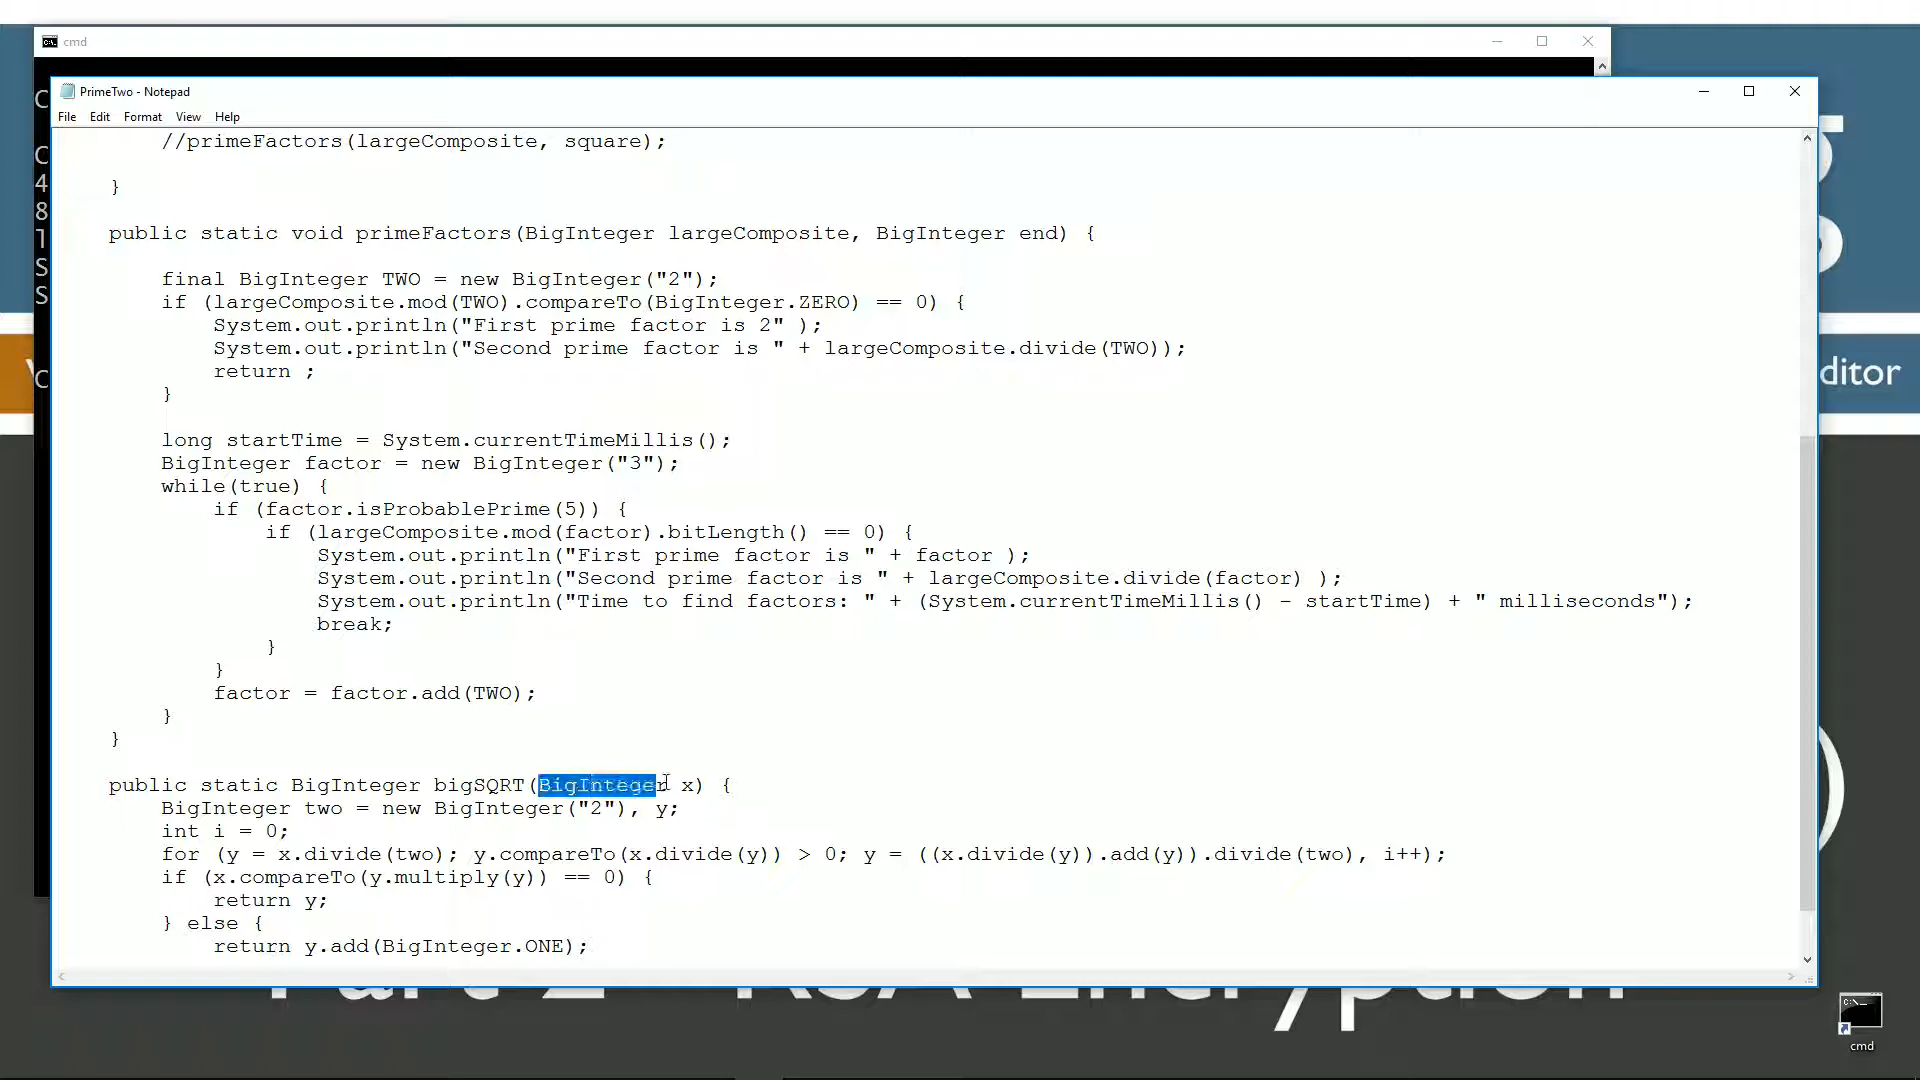 cmd
PrimeTwo - Notepad
File Edit Format View Help
//primeFactors(largeComposite, square);
}
public static void primeFactors(BigInteger largeComposite, BigInteger end) {
final BigInteger TWO = new BigInteger("2");
if (largeComposite.mod(TWO).compareTo(BigInteger.ZERO) == 0) {
System.out.println("First prime factor is 2" );
System.out.println("Second prime factor is " + largeComposite.divide(TWO));
return ;
}
long startTime = System.currentTimeMillis();
BigInteger factor = new BigInteger("3");
while(true) {
if (factor.isProbablePrime(5)) {
if (largeComposite.mod(factor).bitLength() == 0) {
System.out.println("First prime factor is " + factor );
System.out.println("Second prime factor is " + largeComposite.divide(factor) );
System.out.println("Time to find factors: " + (System.currentTimeMillis() - startTime) + " milliseconds");
break;
}
}
factor = factor.add(TWO);
}
}
public static BigInteger bigSQRT(BigInteger x) {
BigInteger two = new BigInteger("2"), y;
int i = 0;
for (y = x.divide(two); y.compareTo(x.divide(y)) > 0; y = ((x.divide(y)).add(y)).divide(two), i++);
if (x.compareTo(y.multiply(y)) == 0) {
return y;
} else {
return y.add(BigInteger.ONE);
C
C
4
8
1
S
S
C
ditor
Part 2 RSA Encryption
cmd